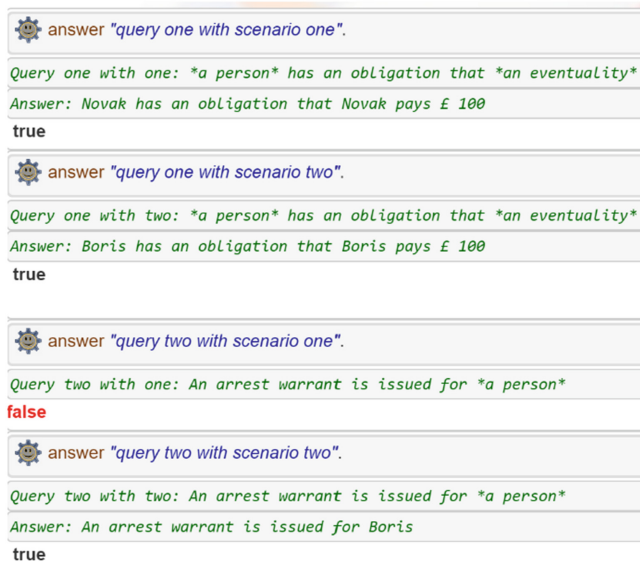 answer "query one with scenario one".
Query one with one: *a person* has an obligation that *an eventuality*
Answer: Novak has an obligation that Novak pays £ 100
true
answer "query one with scenario two".
Query one with two: *a person* has an obligation that *an eventuality*
Answer: Boris has an obligation that Boris pays £ 100
true
answer "query two with scenario one".
Query two with one: An arrest warrant is issued for *a person*
false
answer "query two with scenario two".
Query two with two: An arrest warrant is issued for *a person*
Answer: An arrest warrant is issued for Boris
true